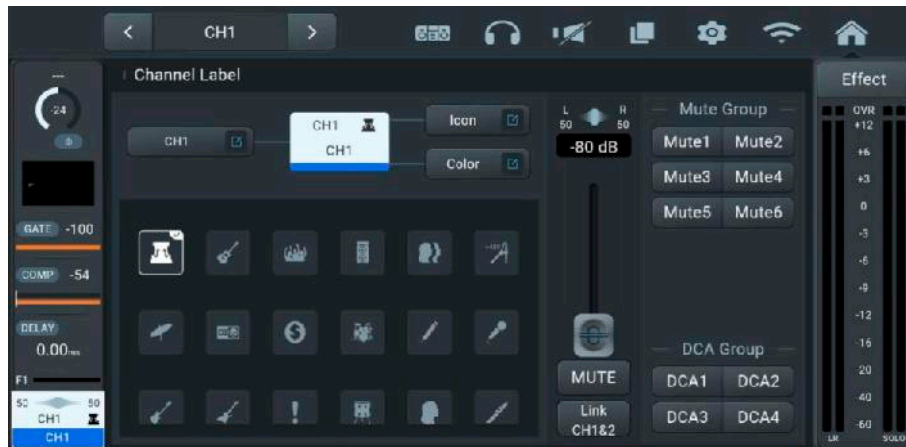 CH1
Effect
---
-24
Φ
GATE -100
COMP -54
DELAY
0.00ms
F1
50 50
CH1
CH1
Channel Label
CH1
CH1
CH1
Icon
Color
L R
50 50
-80 dB
MUTE
Link
CH1&2
Mute Group
Mute1 Mute2
Mute3 Mute4
Mute5 Mute6
DCA Group
DCA1 DCA2
DCA3 DCA4
OVR
+12
+6
+3
0
-3
-6
-9
-12
-16
20
40
-60
LR SOLO